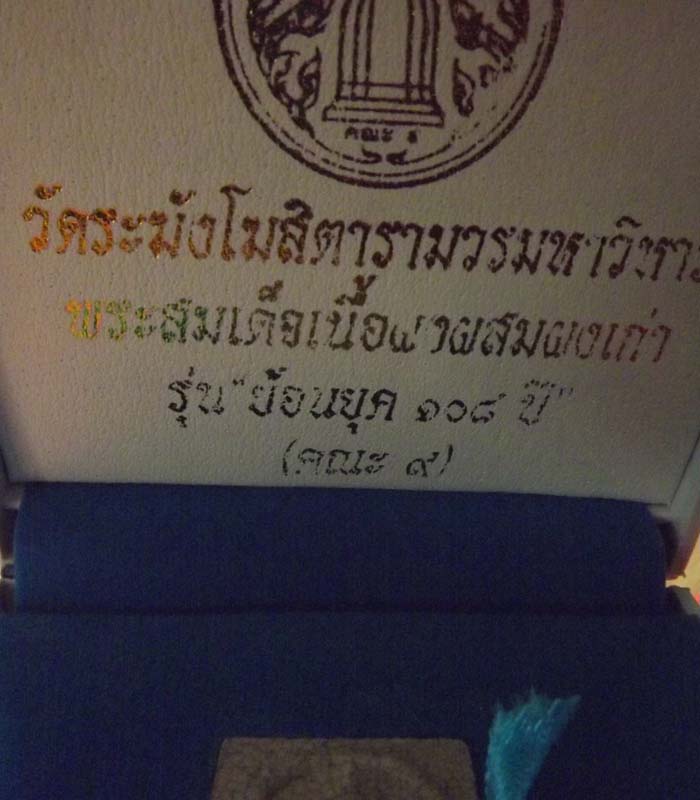 คณะ
๖๔
วัดระฆังโฆสิตารามวรมหาวิหา
พระสมเด็จเนื้อผงผสมผงเก่า
รุ่น "ย้อนยุค ๑๐๘ ปี"
(คณะ ๙)